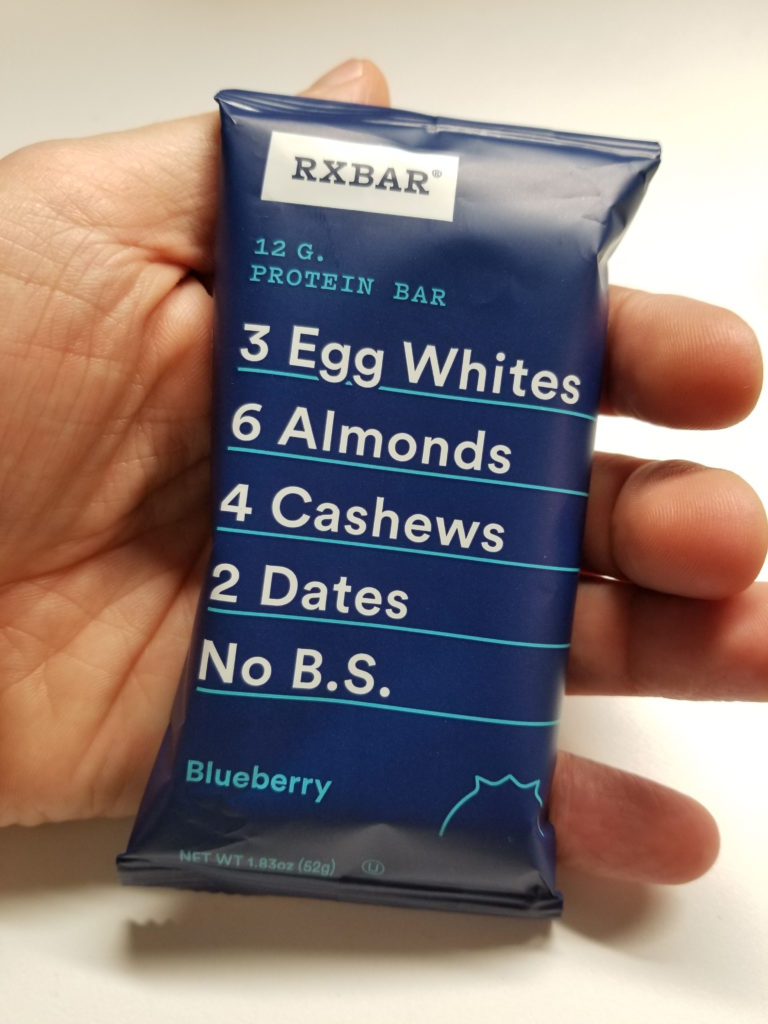 RXBAR®
12 G.
PROTEIN BAR
3 Egg Whites
6 Almonds
4 Cashews
2 Dates
No B.S.
Blueberry
NET WT 1.83oz (52g) U